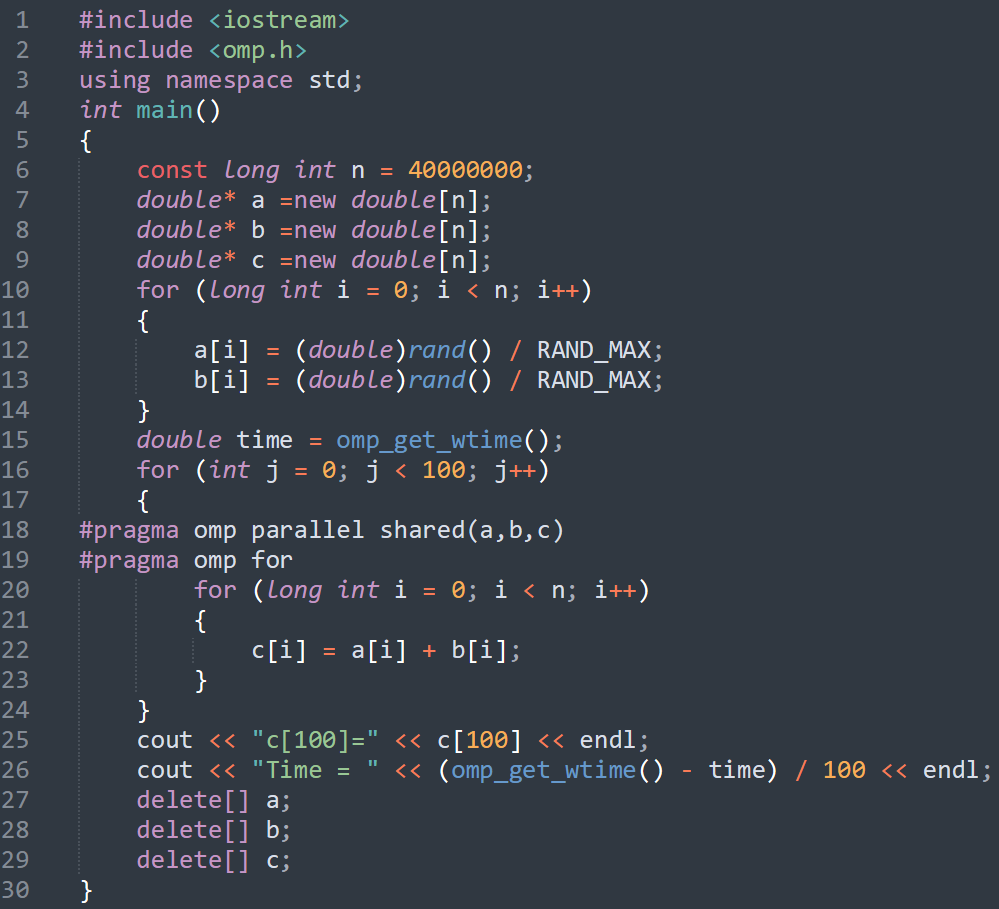 1 #include <iostream>
2 #include <omp.h>
3 using namespace std;
4 int main()
5 {
6     const long int n = 40000000;
7     double* a =new double[n];
8     double* b =new double[n];
9     double* c =new double[n];
10     for (long int i = 0; i < n; i++)
11     {
12         a[i] = (double)rand() / RAND_MAX;
13         b[i] = (double)rand() / RAND_MAX;
14     }
15     double time = omp_get_wtime();
16     for (int j = 0; j < 100; j++)
17     {
18 #pragma omp parallel shared(a,b,c)
19 #pragma omp for
20         for (long int i = 0; i < n; i++)
21         {
22             c[i] = a[i] + b[i];
23         }
24     }
25     cout << "c[100]=" << c[100] << endl;
26     cout << "Time = " << (omp_get_wtime() - time) / 100 << endl;
27     delete[] a;
28     delete[] b;
29     delete[] c;
30 }